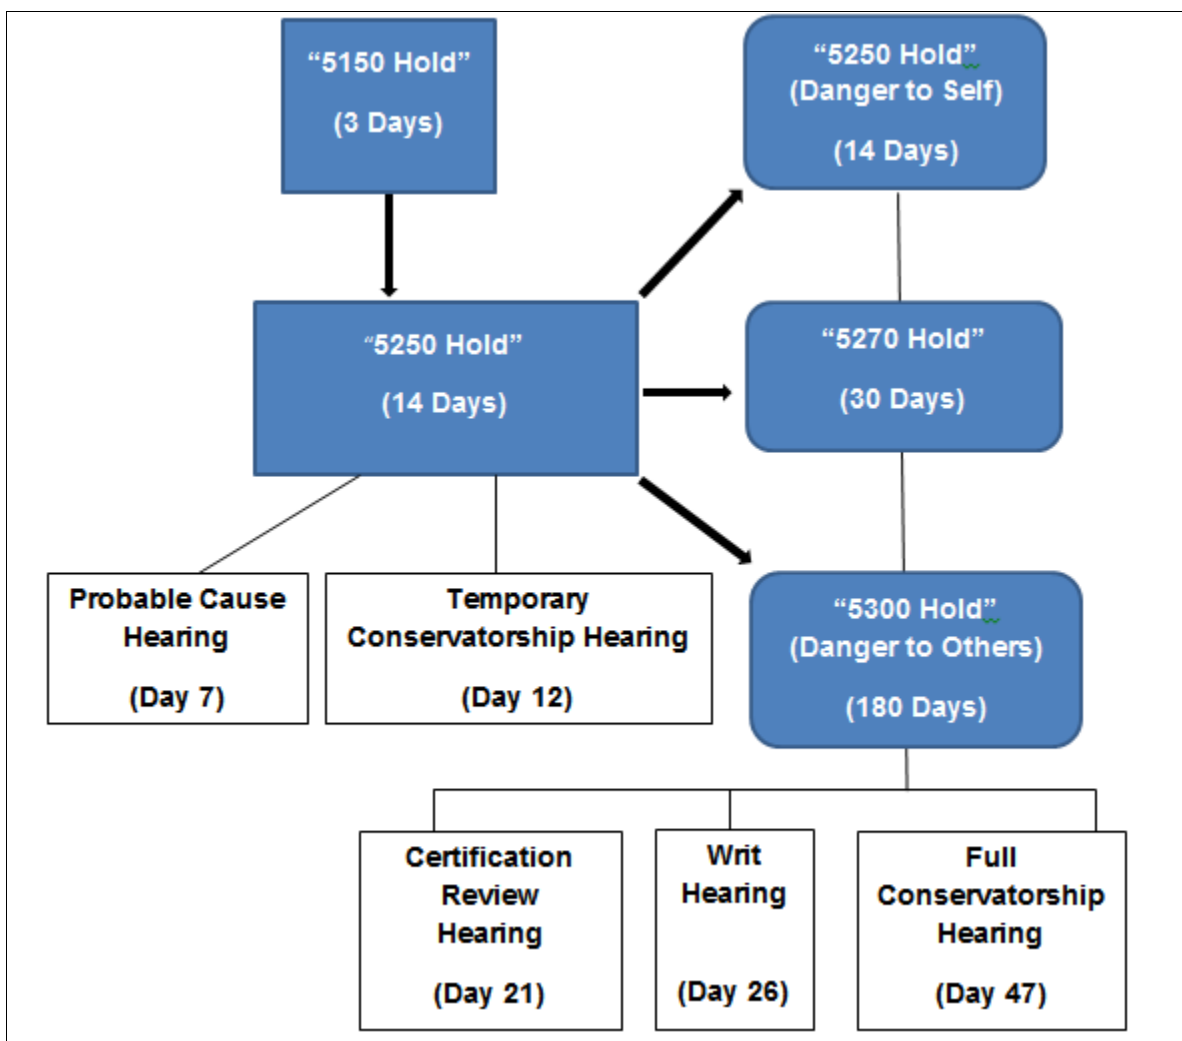 “5150 Hold”
(3 Days)
“5250 Hold”
(Danger to Self)
(14 Days)
“5250 Hold”
(14 Days)
“5270 Hold”
(30 Days)
Probable Cause
Hearing
(Day 7)
Temporary
Conservatorship Hearing
(Day 12)
“5300 Hold”
(Danger to Others)
(180 Days)
Certification
Review
Hearing
(Day 21)
Writ
Hearing
(Day 26)
Full
Conservatorship
Hearing
(Day 47)